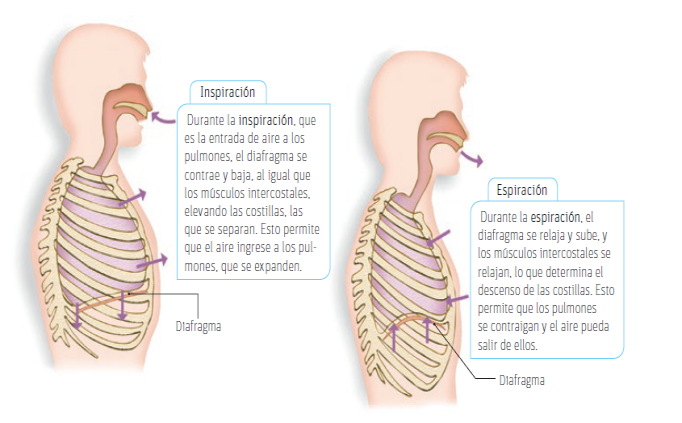 Inspiración
Durante la inspiración, que
es la entrada de aire a los
pulmones, el diafragma se
contrae y baja, al igual que
los músculos intercostales,
elevando las costillas, las
que se separan. Esto permite
que el aire ingrese a los pul-
mones, que se expanden.
Diafragma
Espiración
Durante la espiración, el
diafragma se relaja y sube, y
los músculos intercostales se
relajan, lo que determina el
descenso de las costillas. Esto
permite que los pulmones
se contraigan y el aire pueda
salir de ellos.
Diafragma